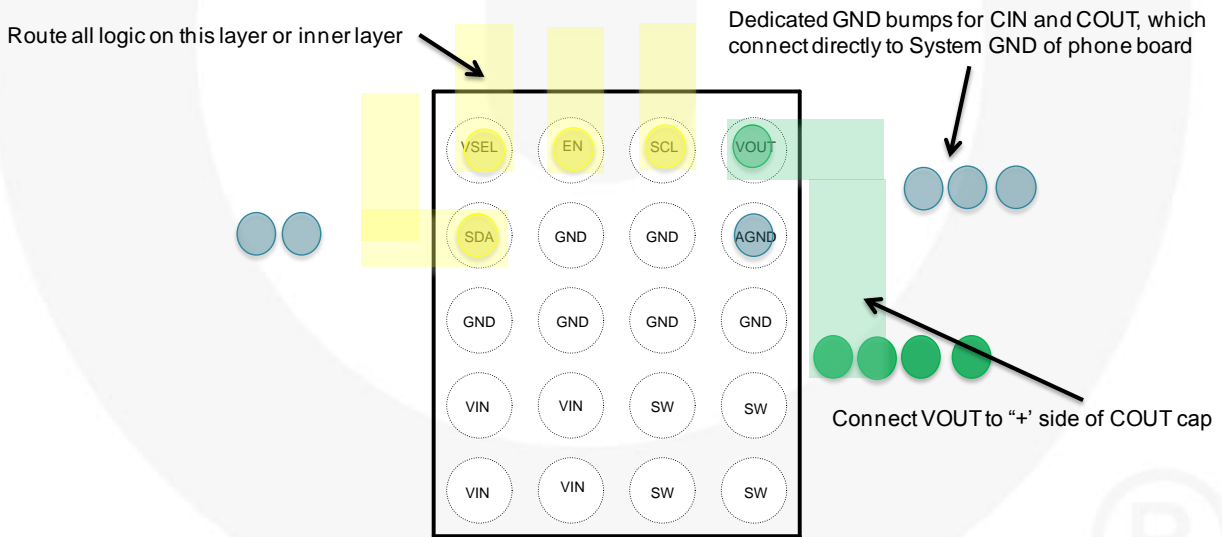 Route all logic on this layer or inner layer
Dedicated GND bumps for CIN and COUT, which
connect directly to System GND of phone board
VSEL EN SCL VOUT
SDA GND GND AGND
GND GND GND GND
VIN VIN SW SW
Connect VOUT to “+’ side of COUT cap
VIN VIN SW SW
R